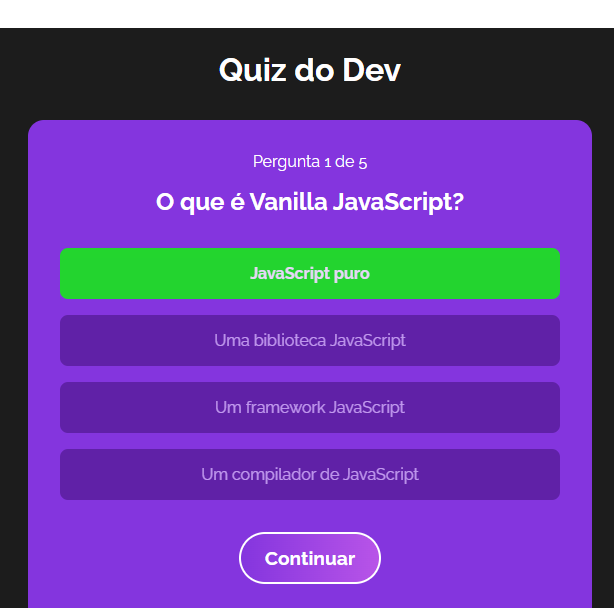 Quiz do Dev
Pergunta 1 de 5
O que é Vanilla JavaScript?
JavaScript puro
Uma biblioteca JavaScript
Um framework JavaScript
Um compilador de JavaScript
Continuar